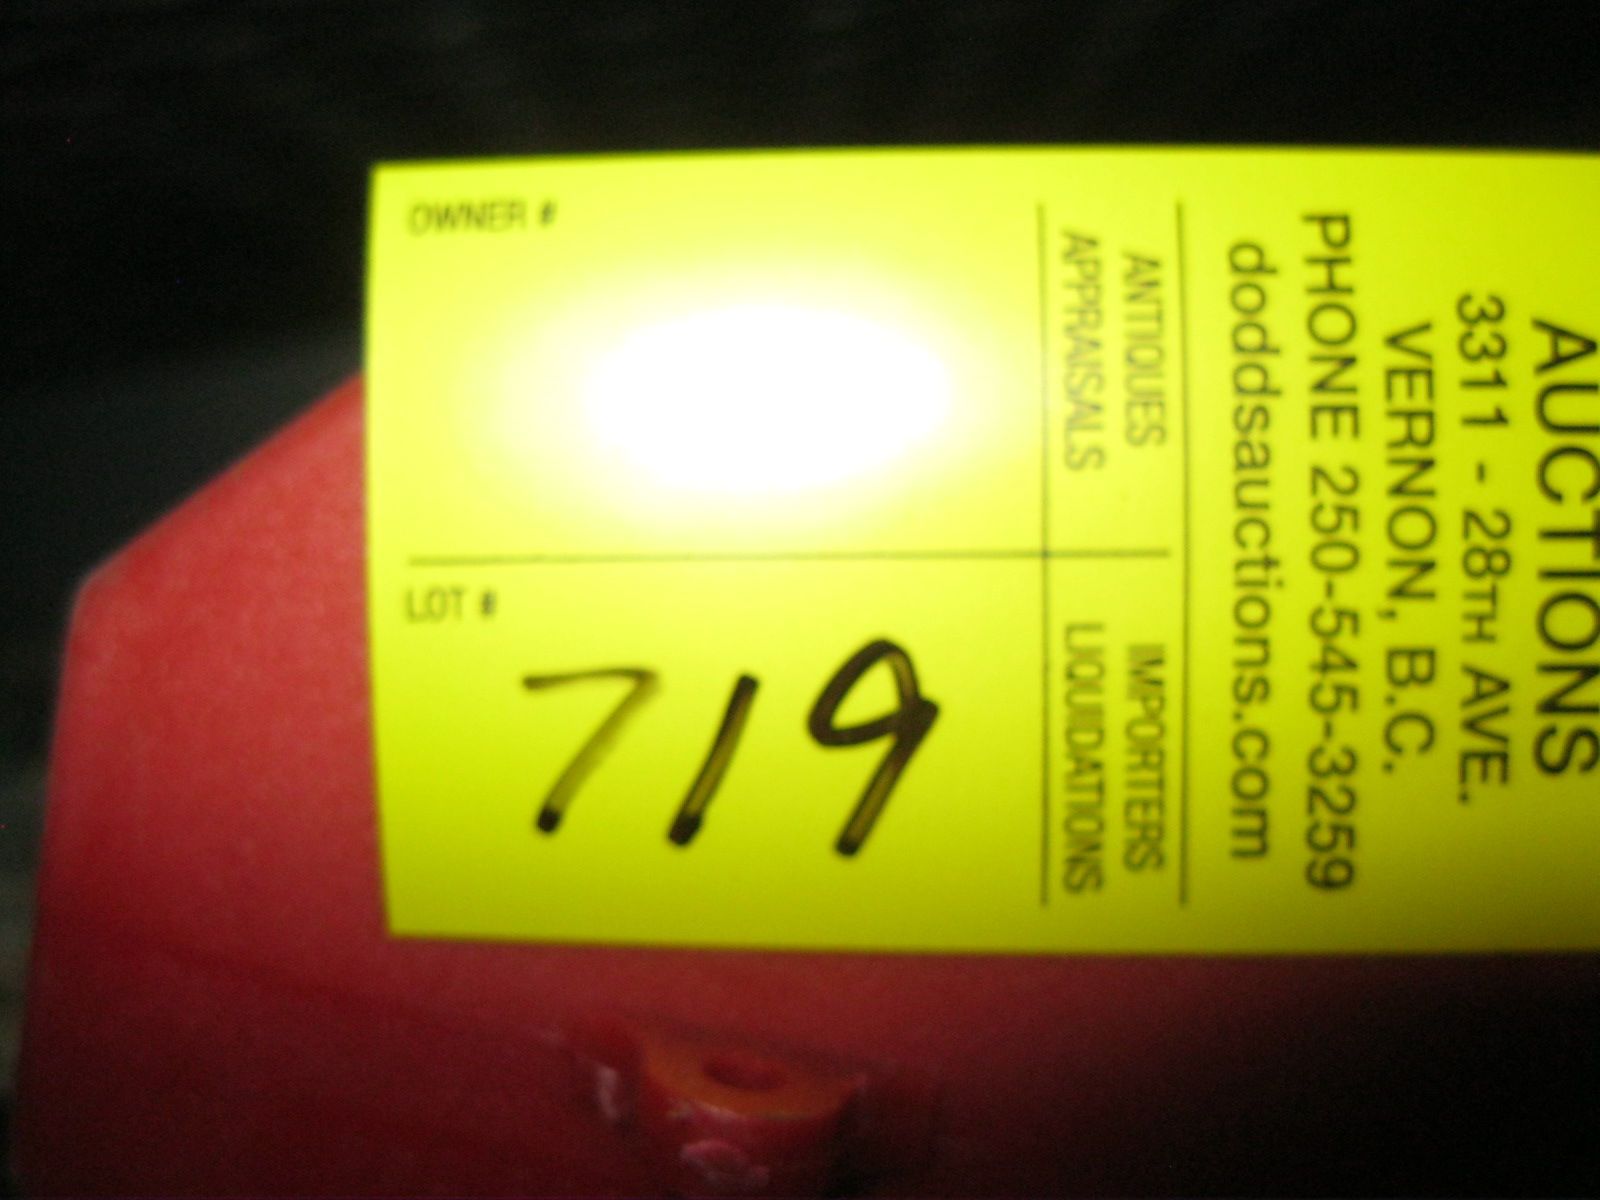 AUCTIONS
3311 - 28TH AVE.
VERNON, B.C.
PHONE 250-545-3259
doddsauctions.com
ANTIQUES IMPORTERS
APPRAISALS LIQUIDATIONS
OWNER #
LOT #
719